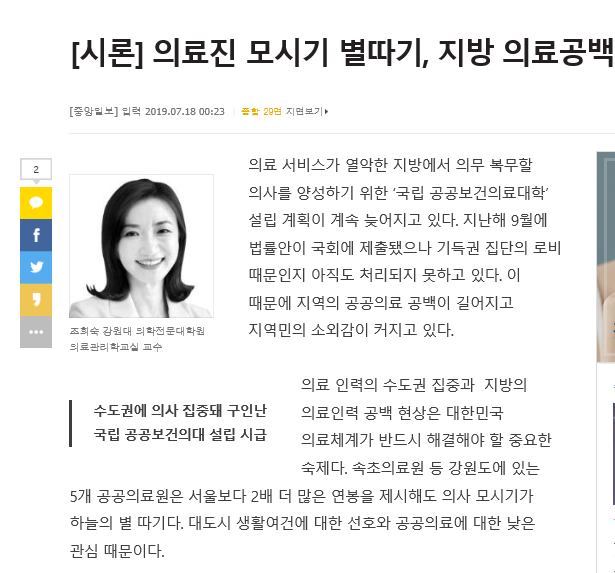 [시론] 의료진 모시기 별따기, 지방 의료공백
[중앙일보] 입력 2019.07.18 00:23 종합 29면 지면보기
2
의료 서비스가 열악한 지방에서 의무 복무할
의사를 양성하기 위한 ‘국립 공공보건의료대학’
설립 계획이 계속 늦어지고 있다. 지난해 9월에
법률안이 국회에 제출됐으나 기득권 집단의 로비
때문인지 아직도 처리되지 못하고 있다. 이
때문에 지역의 공공의료 공백이 길어지고
지역민의 소외감이 커지고 있다.
조희숙 강원대 의학전문대학원
의료관리학교실 교수
의료 인력의 수도권 집중과 지방의
의료인력 공백 현상은 대한민국
의료체계가 반드시 해결해야 할 중요한
숙제다. 속초의료원 등 강원도에 있는
수도권에 의사 집중돼 구인난
국립 공공보건의대 설립 시급
5개 공공의료원은 서울보다 2배 더 많은 연봉을 제시해도 의사 모시기가
하늘의 별 따기다. 대도시 생활여건에 대한 선호와 공공의료에 대한 낮은
관심 때문이다.